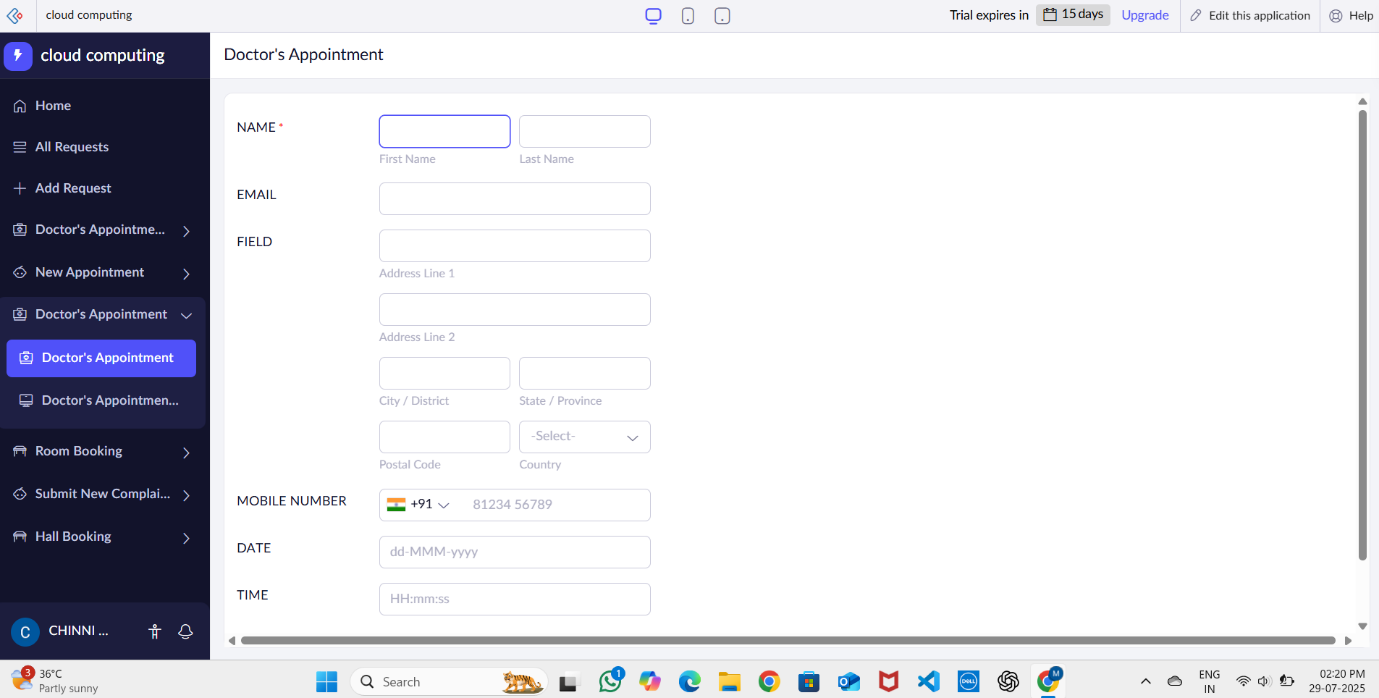 cloud computing
Trial expires in 15 days Upgrade Edit this application Help
cloud computing
Doctor's Appointment
Home
All Requests
Add Request
Doctor's Appointme...
New Appointment
Doctor's Appointment
Doctor's Appointment
Doctor's Appointmen...
Room Booking
Submit New Complai...
Hall Booking
C CHINNI ...
NAME *
First Name Last Name
EMAIL
FIELD
Address Line 1
Address Line 2
City / District State / Province
-Select-
Postal Code Country
MOBILE NUMBER +91 81234 56789
DATE dd-MMM-yyyy
TIME HH:mm:ss
3 36°C
Partly sunny
Search
1
DELL
M
ENG
IN
02:20 PM
29-07-2025